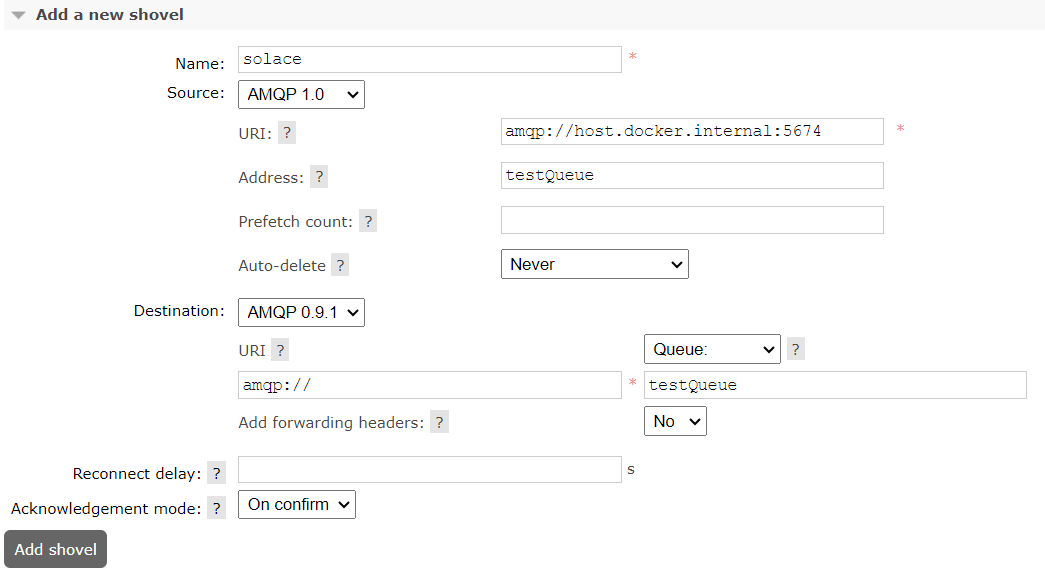 Add a new shovel
Name: solace *
Source: AMQP 1.0
URI: ? amqp://host.docker.internal:5674 *
Address: ? testQueue
Prefetch count: ?
Auto-delete ? Never
Destination: AMQP 0.9.1
URI ? Queue: ?
amqp:// * testQueue
Add forwarding headers: ? No
Reconnect delay: ? s
Acknowledgement mode: ? On confirm
Add shovel